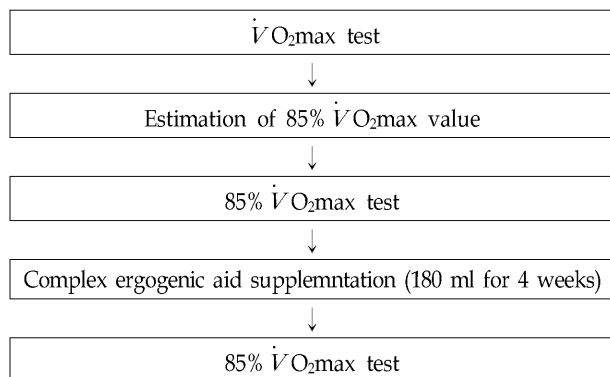 V̇O₂max test
↓
Estimation of 85% V̇O₂max value
↓
85% V̇O₂max test
↓
Complex ergogenic aid supplemntation (180 ml for 4 weeks)
↓
85% V̇O₂max test